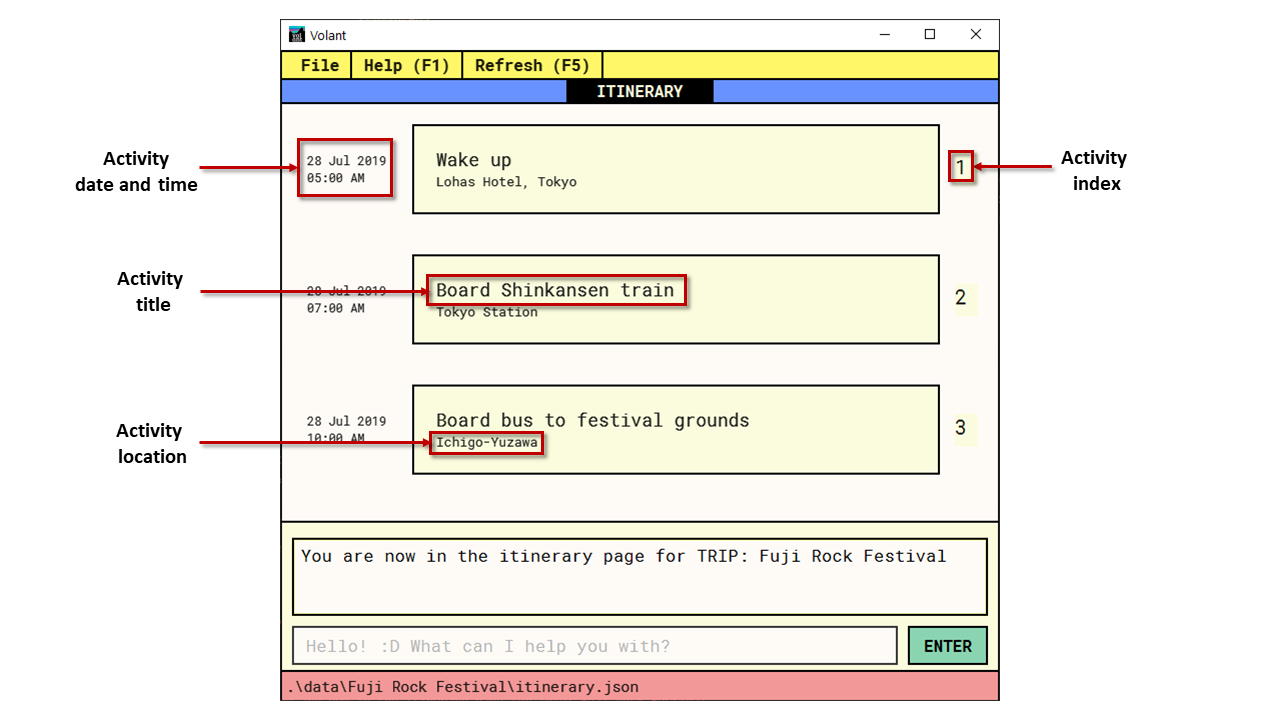 Volant
File
Help (F1)
Refresh (F5)
ITINERARY
Activity
date and time
28 Jul 2019
05:00 AM
Wake up
Lohas Hotel, Tokyo
1
Activity
index
Activity
title
28 Jul 2019
07:00 AM
Board Shinkansen train
Tokyo Station
2
Activity
location
28 Jul 2019
10:00 AM
Board bus to festival grounds
Ichigo-Yuzawa
3
You are now in the itinerary page for TRIP: Fuji Rock Festival
Hello! :D What can I help you with?
ENTER
.\data\Fuji Rock Festival\itinerary.json